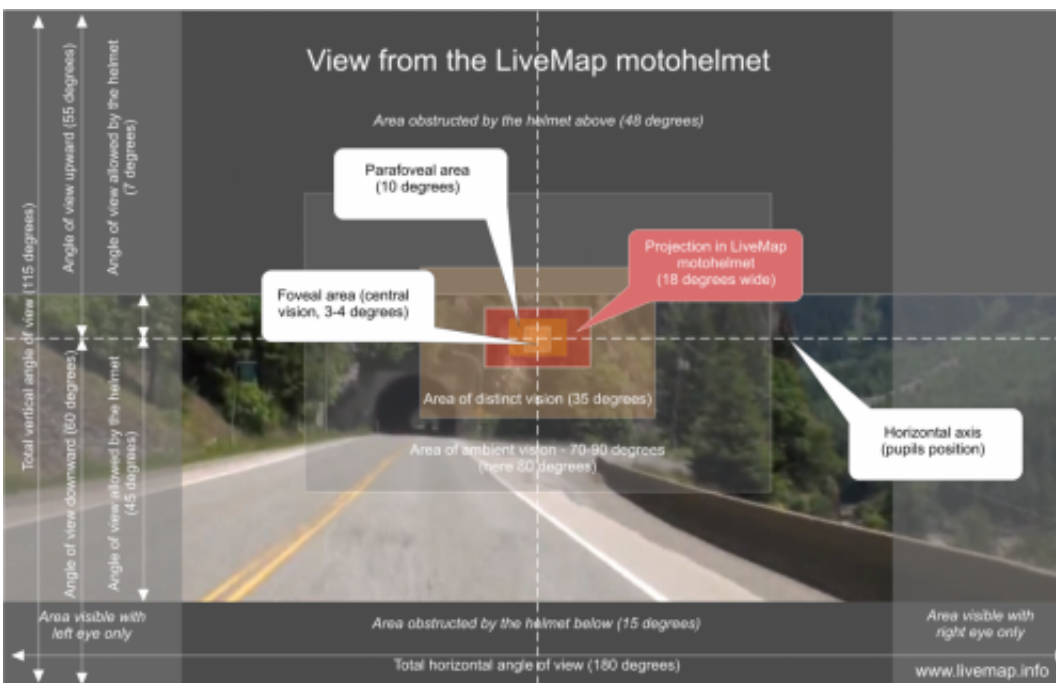 View from the LiveMap motohelmet
Area obstructed by the helmet above (48 degrees)
Parafoveal area
(10 degrees)
Projection in LiveMap
motohelmet
(18 degrees wide)
Foveal area (central
vision, 3-4 degrees)
Area of distinct vision (35 degrees)
Area of ambient vision - 70-90 degrees
(here 80 degrees)
Horizontal axis
(pupils position)
Total vertical angle of view (115 degrees)
Angle of view upward (55 degrees)
Angle of view allowed by the helmet
(7 degrees)
Angle of view downward (60 degrees)
Angle of view allowed by the helmet
(45 degrees)
Area visible with
left eye only
Area obstructed by the helmet below (15 degrees)
Area visible with
right eye only
Total horizontal angle of view (180 degrees)
www.livemap.info